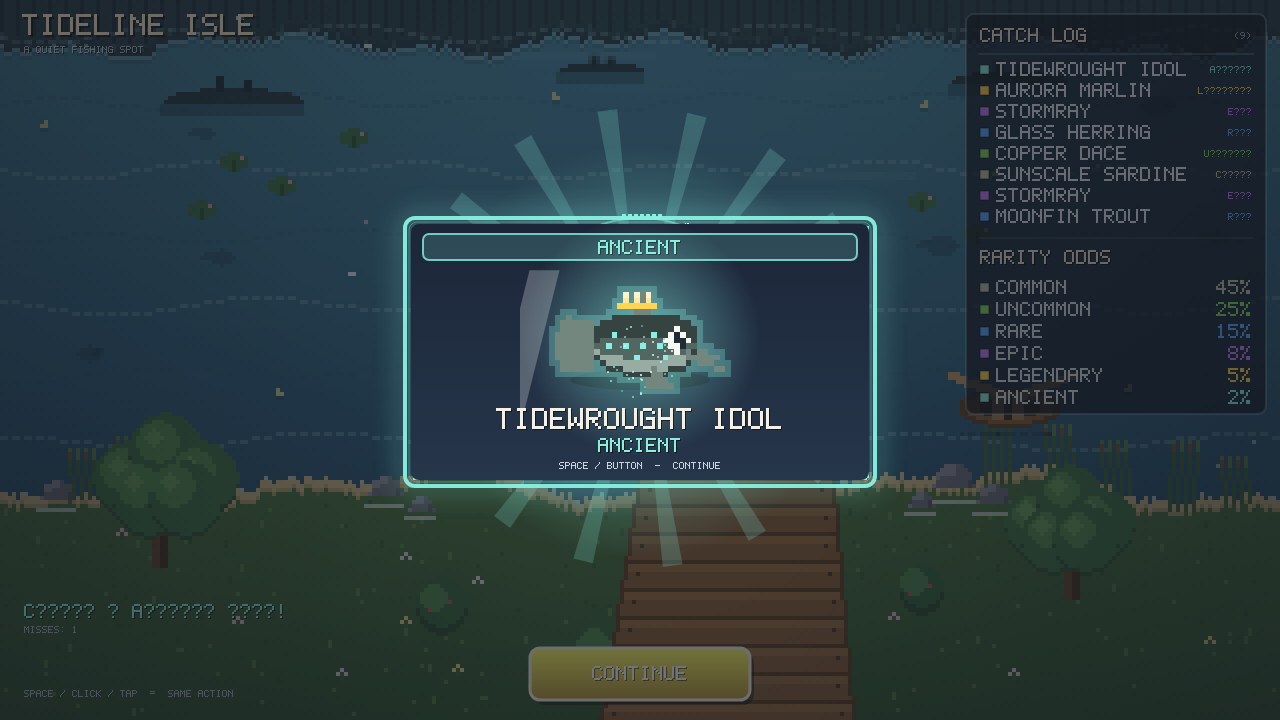 TIDELINE ISLE
A QUIET FISHING SPOT
CATCH LOG (9)
TIDEWROUGHT IDOL A??????
AURORA MARLIN L????????
STORMRAY E???
GLASS HERRING R???
COPPER DACE U???????
SUNSCALE SARDINE C?????
STORMRAY E???
MOONFIN TROUT R???
RARITY ODDS
COMMON 45%
UNCOMMON 25%
RARE 15%
EPIC 8%
LEGENDARY 5%
ANCIENT 2%
ANCIENT
TIDEWROUGHT IDOL
ANCIENT
SPACE / BUTTON - CONTINUE
C????? ? A?????? ????!
MISSES: 1
CONTINUE
SPACE / CLICK / TAP = SAME ACTION